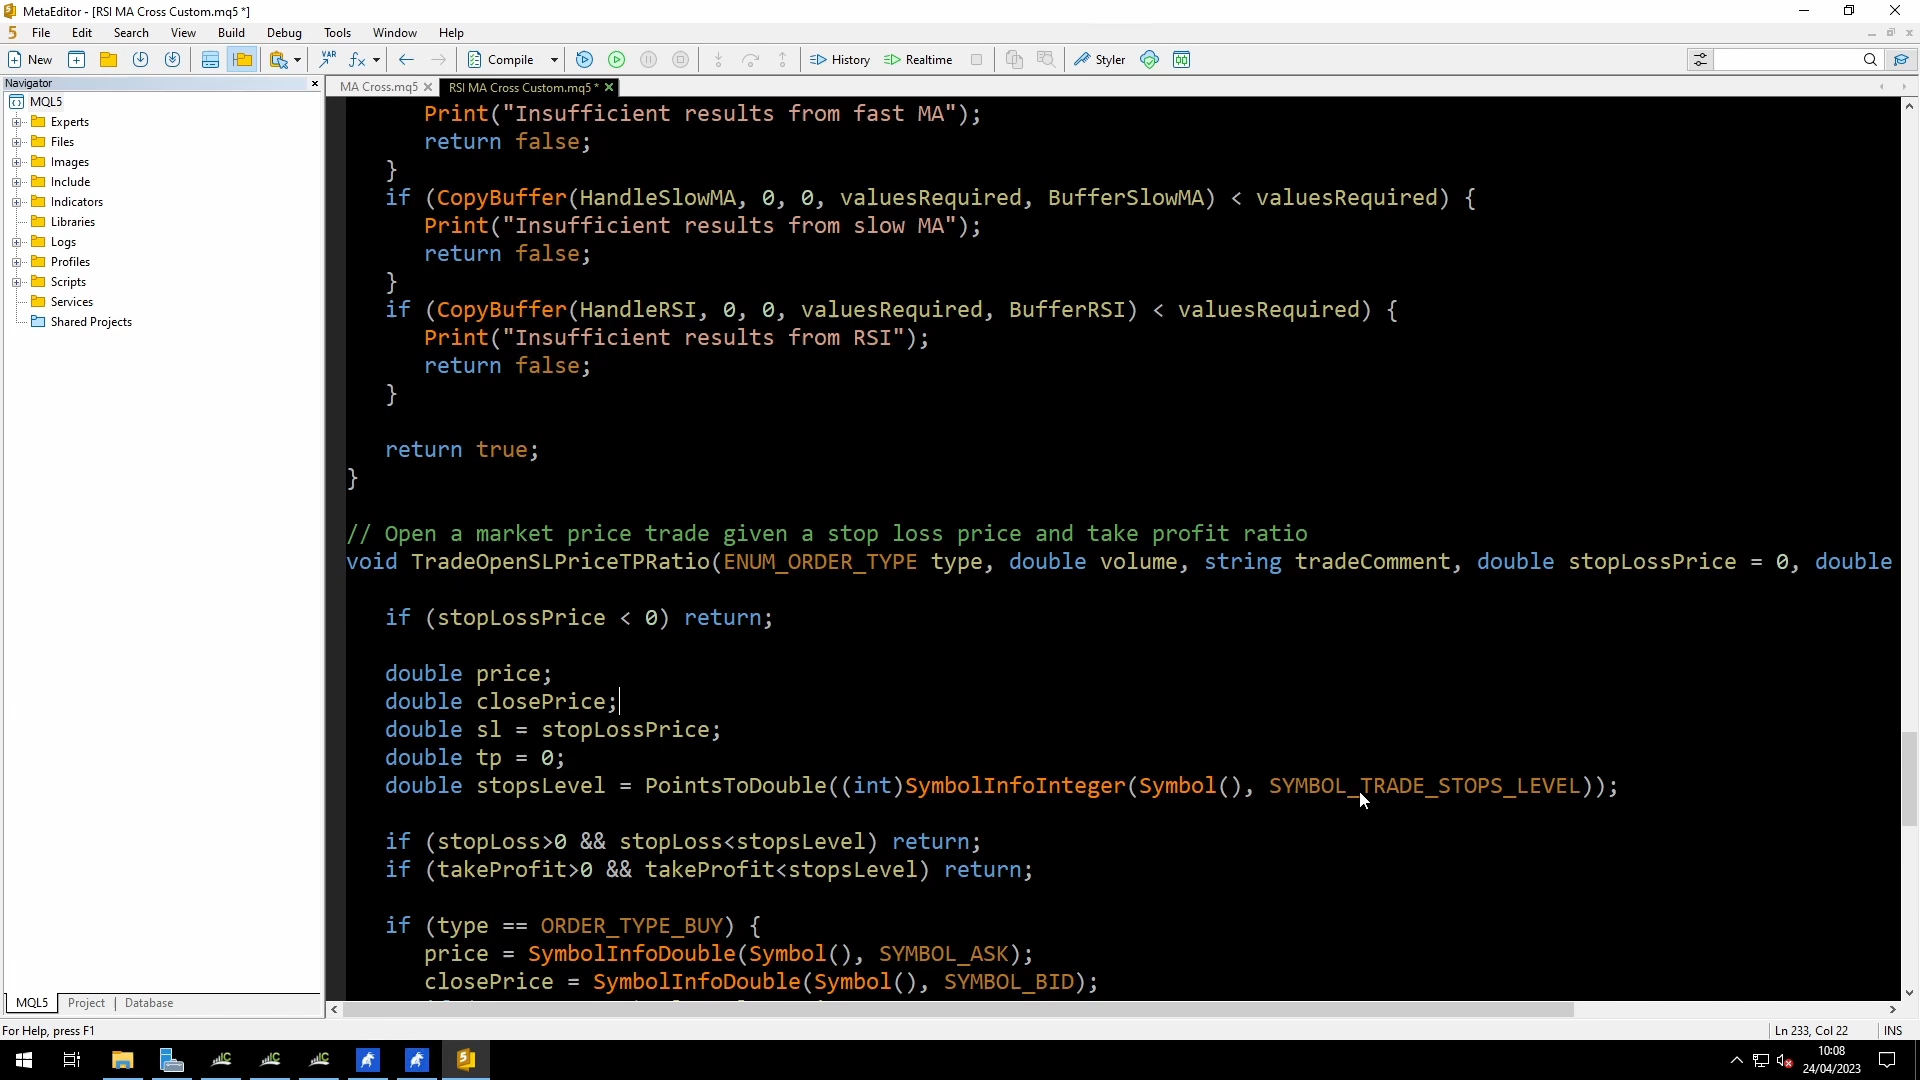 MetaEditor - [RSI MA Cross Custom.mq5 *]
File Edit Search View Build Debug Tools Window Help
New Compile History Realtime Styler
Navigator
MA Cross.mq5 RSI MA Cross Custom.mq5 *
MQL5
Experts
Files
Images
Include
Indicators
Libraries
Logs
Profiles
Scripts
Services
Shared Projects
Print("Insufficient results from fast MA");
return false;
}
if (CopyBuffer(HandleSlowMA, 0, 0, valuesRequired, BufferSlowMA) < valuesRequired) {
Print("Insufficient results from slow MA");
return false;
}
if (CopyBuffer(HandleRSI, 0, 0, valuesRequired, BufferRSI) < valuesRequired) {
Print("Insufficient results from RSI");
return false;
}
return true;
}
// Open a market price trade given a stop loss price and take profit ratio
void TradeOpenSLPriceTPRatio(ENUM_ORDER_TYPE type, double volume, string tradeComment, double stopLossPrice = 0, double
if (stopLossPrice < 0) return;
double price;
double closePrice;
double sl = stopLossPrice;
double tp = 0;
double stopsLevel = PointsToDouble((int)SymbolInfoInteger(Symbol(), SYMBOL_TRADE_STOPS_LEVEL));
if (stopLoss>0 && stopLoss<stopsLevel) return;
if (takeProfit>0 && takeProfit<stopsLevel) return;
if (type == ORDER_TYPE_BUY) {
price = SymbolInfoDouble(Symbol(), SYMBOL_ASK);
closePrice = SymbolInfoDouble(Symbol(), SYMBOL_BID);
MQL5 Project Database
For Help, press F1
Ln 233, Col 22 INS
10:08
24/04/2023